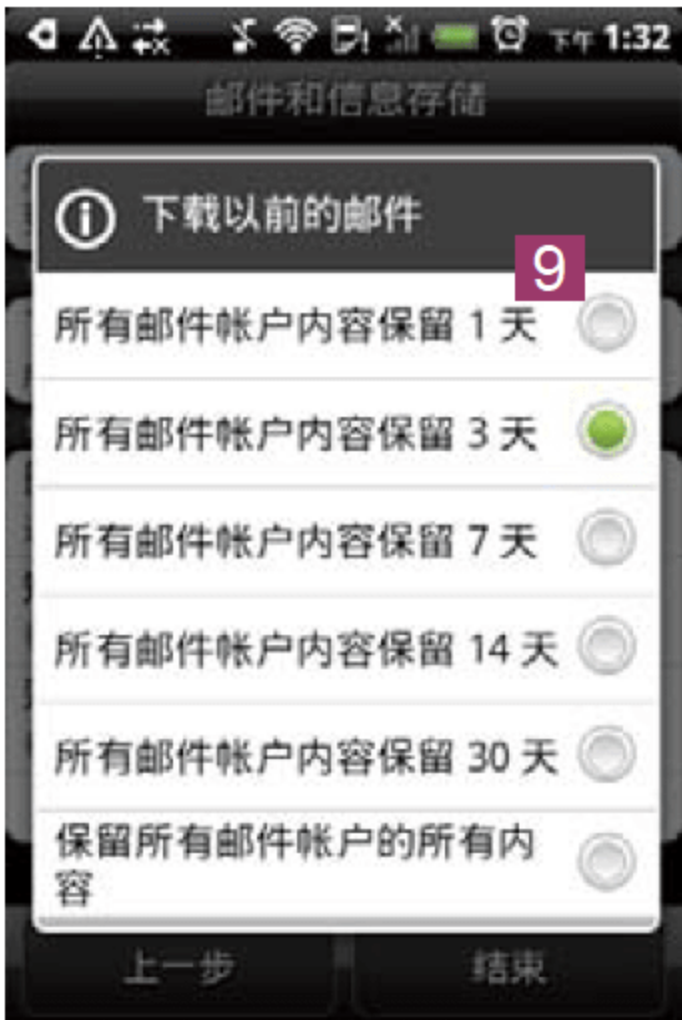 下午 1:32
邮件和信息存储
下载以前的邮件
9
所有邮件帐户内容保留 1 天
所有邮件帐户内容保留 3 天
所有邮件帐户内容保留 7 天
所有邮件帐户内容保留 14 天
所有邮件帐户内容保留 30 天
保留所有邮件帐户的所有内
容
上一步 结束